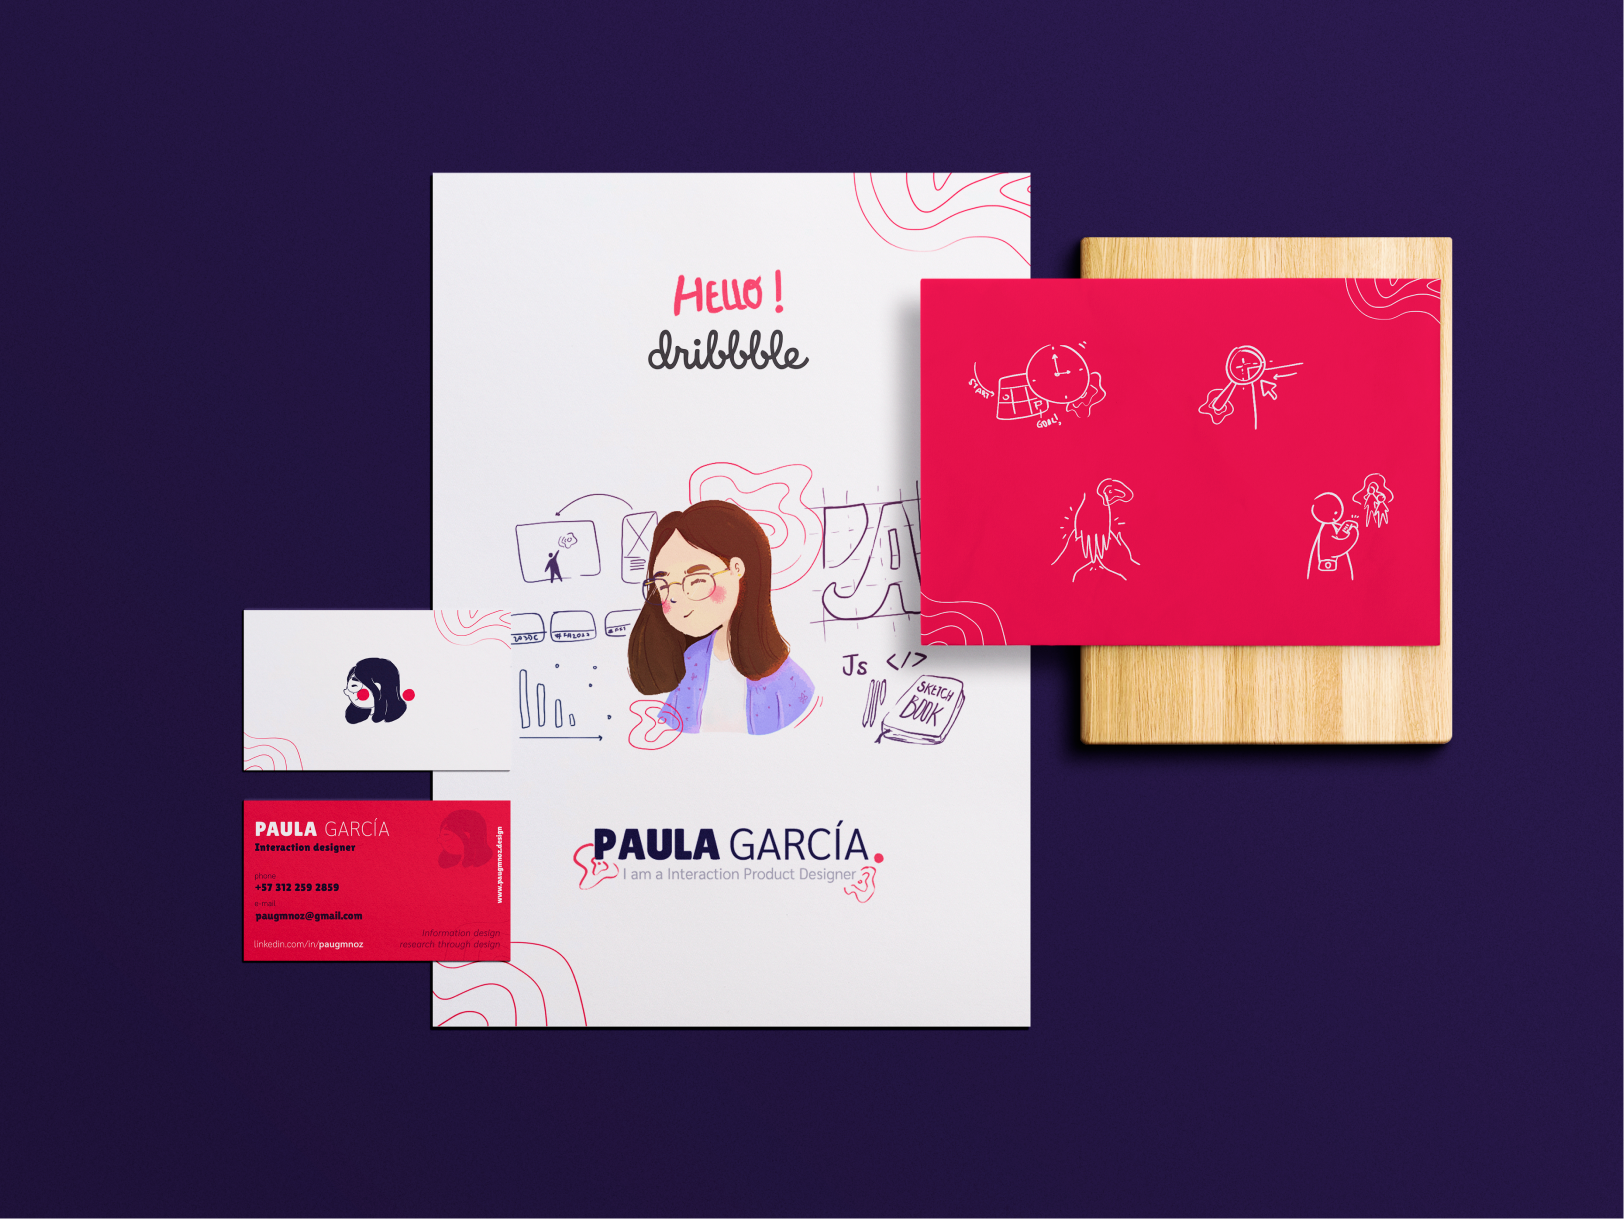 HELLO!
dribbble
START
GOAL!
Js </>
SKETCH
BOOK
PAULA GARCÍA.
I am a Interaction Product Designer
PAULA GARCÍA
Interaction designer
phone
+57 312 259 2859
e-mail
paugmnoz@gmail.com
linkedin.com/in/paugmnoz
Information design
research through design
www.paugmnoz.design